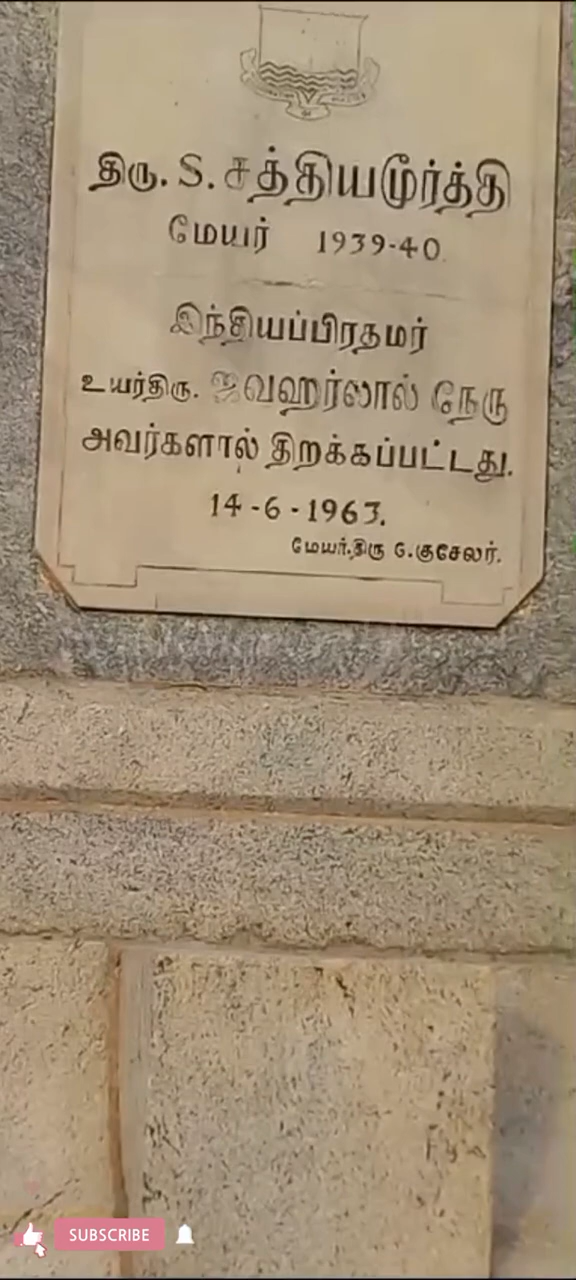 திரு. S. சத்தியமூர்த்தி
மேயர் 1939-40
இந்தியப்பிரதமர்
உயர்திரு. ஜவஹர்லால் நேரு
அவர்களால் திறக்கப்பட்டது.
14-6-1963.
மேயர்.திரு G.குசேலர்.
SUBSCRIBE